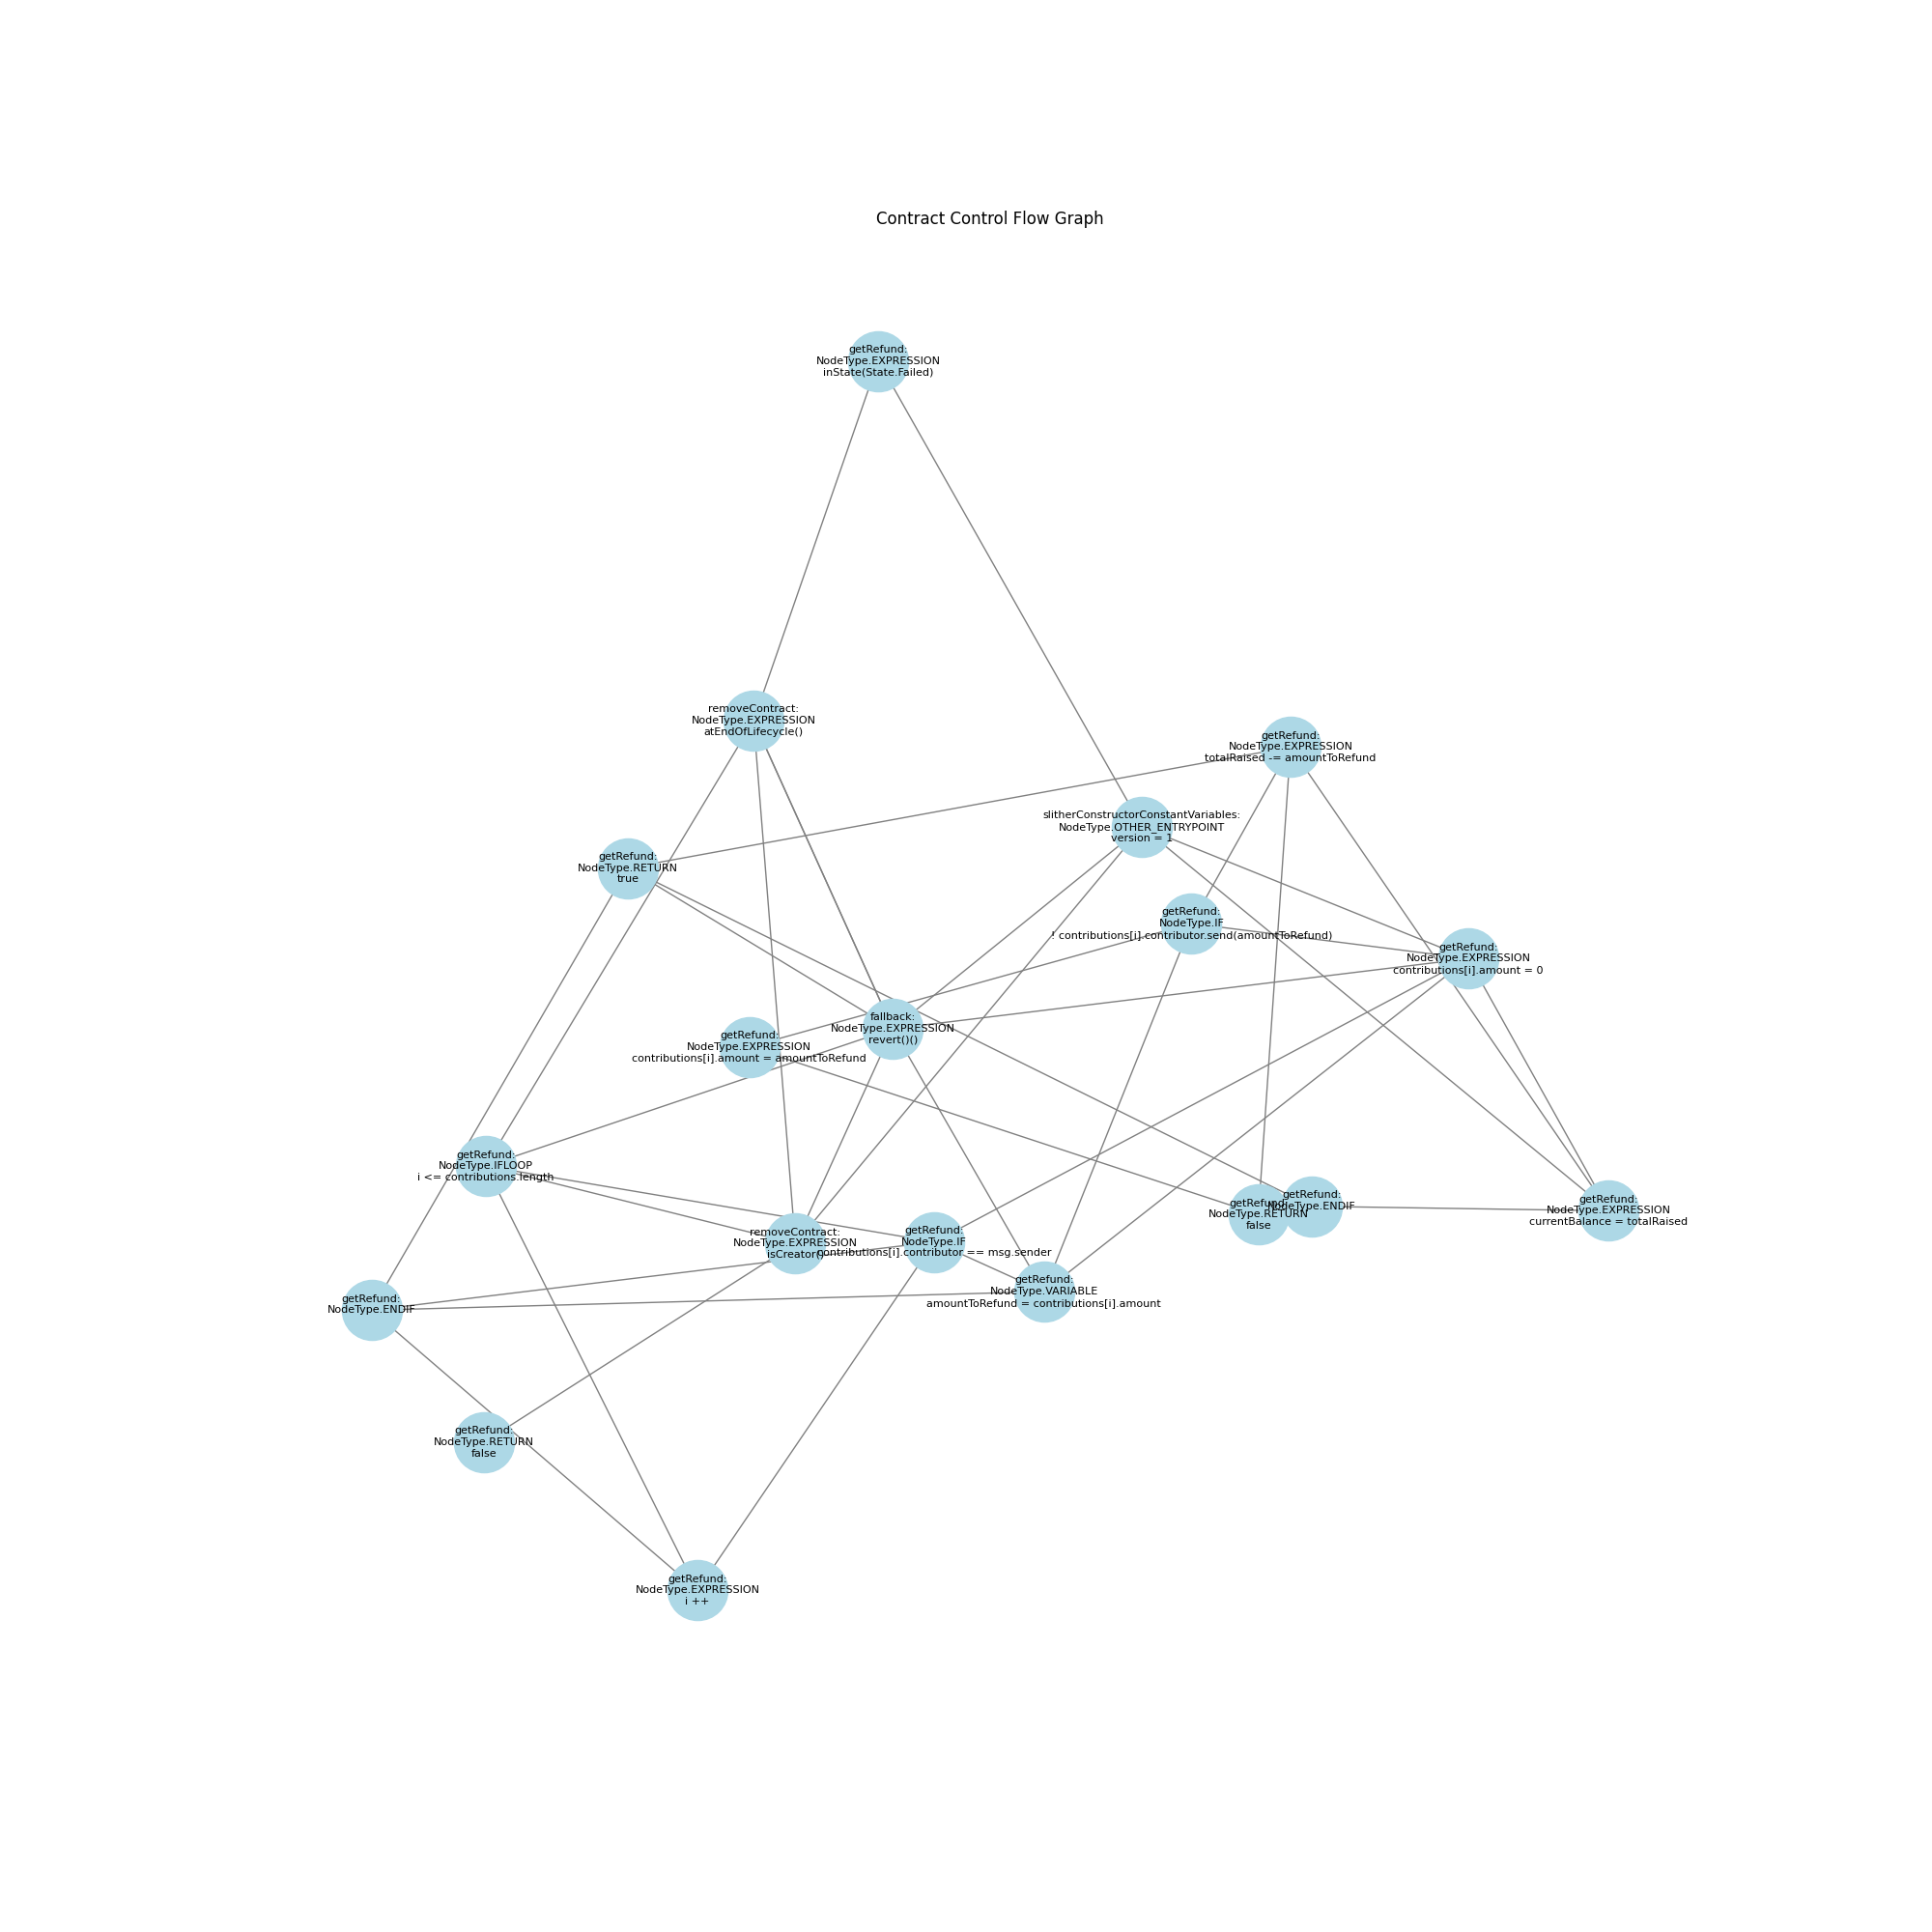 Contract Control Flow Graph
getRefund:
NodeType.EXPRESSION
inState(State.Failed)
removeContract:
NodeType.EXPRESSION
atEndOfLifecycle()
getRefund:
NodeType.EXPRESSION
totalRaised -= amountToRefund
slitherConstructorConstantVariables:
NodeType.OTHER_ENTRYPOINT
version = 1
getRefund:
NodeType.RETURN
true
getRefund:
NodeType.IF
! contributions[i].contributor.send(amountToRefund)
getRefund:
NodeType.EXPRESSION
contributions[i].amount = 0
fallback:
NodeType.EXPRESSION
revert()()
getRefund:
NodeType.EXPRESSION
contributions[i].amount = amountToRefund
getRefund:
NodeType.IFLOOP
i <= contributions.length
getRefund:
NodeType.RETURN
false
getRefund:
NodeType.ENDIF
getRefund:
NodeType.EXPRESSION
currentBalance = totalRaised
removeContract:
NodeType.EXPRESSION
isCreator()
getRefund:
NodeType.IF
contributions[i].contributor == msg.sender
getRefund:
NodeType.VARIABLE
amountToRefund = contributions[i].amount
getRefund:
NodeType.ENDIF
getRefund:
NodeType.RETURN
false
getRefund:
NodeType.EXPRESSION
i ++